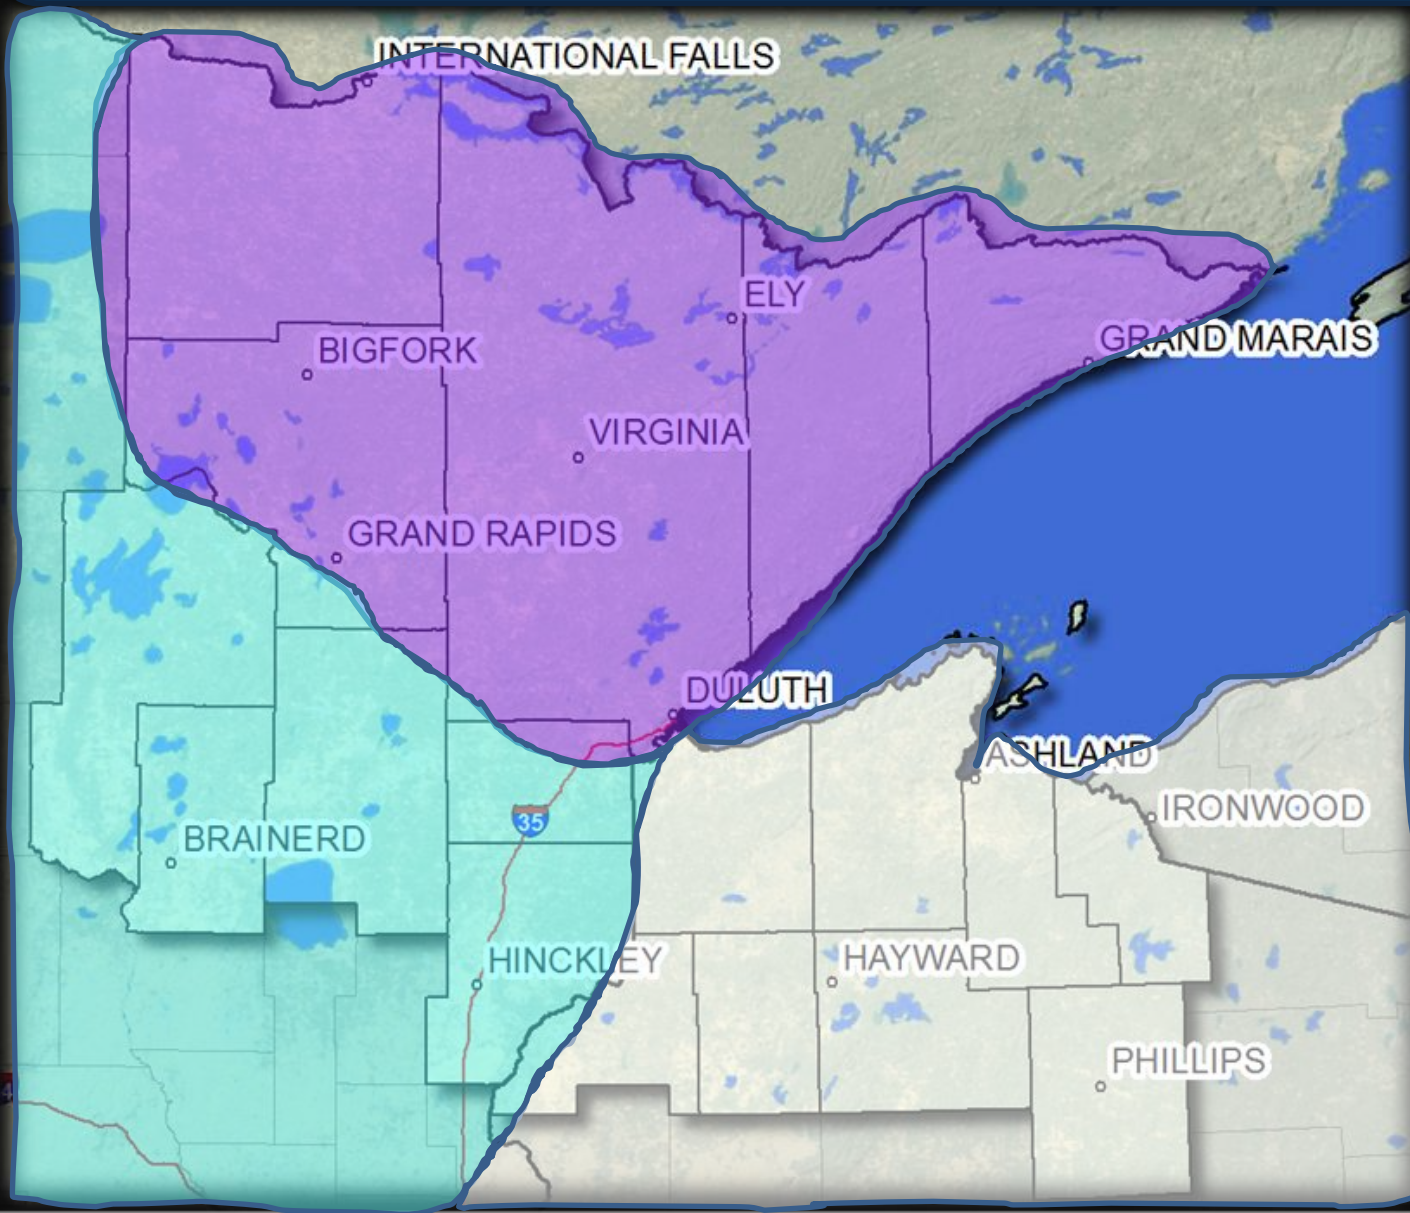 INTERNATIONAL FALLS
ELY
GRAND MARAIS
BIGFORK
VIRGINIA
GRAND RAPIDS
DULUTH
ASHLAND
IRONWOOD
35
BRAINERD
HINCKLEY
HAYWARD
PHILLIPS